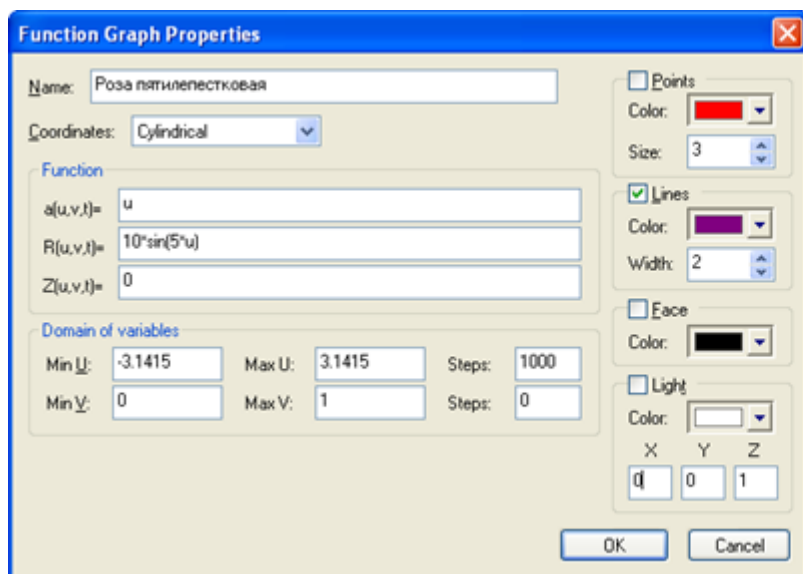 Function Graph Properties
Name: Роза пятилепестковая
Coordinates: Cylindrical
Function
a(u,v,t)= u
R(u,v,t)= 10*sin(5*u)
Z(u,v,t)= 0
Domain of variables
Min U: -3.1415 Max U: 3.1415 Steps: 1000
Min V: 0 Max V: 1 Steps: 0
Points
Color:
Size: 3
Lines
Color:
Width: 2
Face
Color:
Light
Color:
X Y Z
0 0 1
OK Cancel